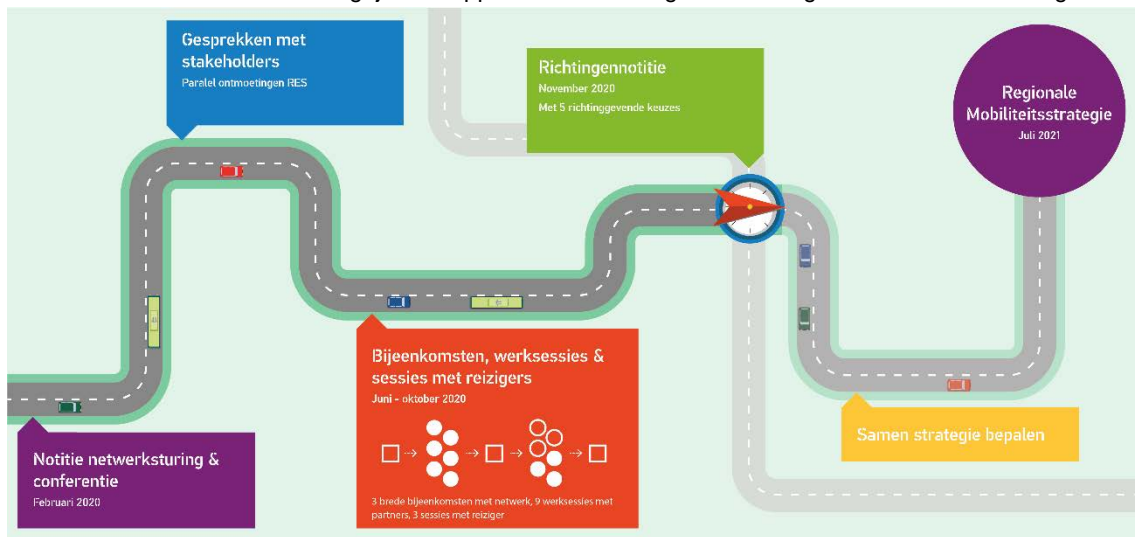 Gesprekken met
stakeholders
Paralel ontmoetingen RES
Richtingennotitie
November 2020
Met 5 richtinggevende keuzes
Regionale
Mobiliteitsstrategie
Juli 2021
Bijeenkomsten, werksessies &
sessies met reizigers
Juni - oktober 2020
3 brede bijeenkomsten met netwerk, 9 werksessies met
partners, 3 sessies met reiziger
Samen strategie bepalen
Notitie netwerksturing &
conferentie
Februari 2020